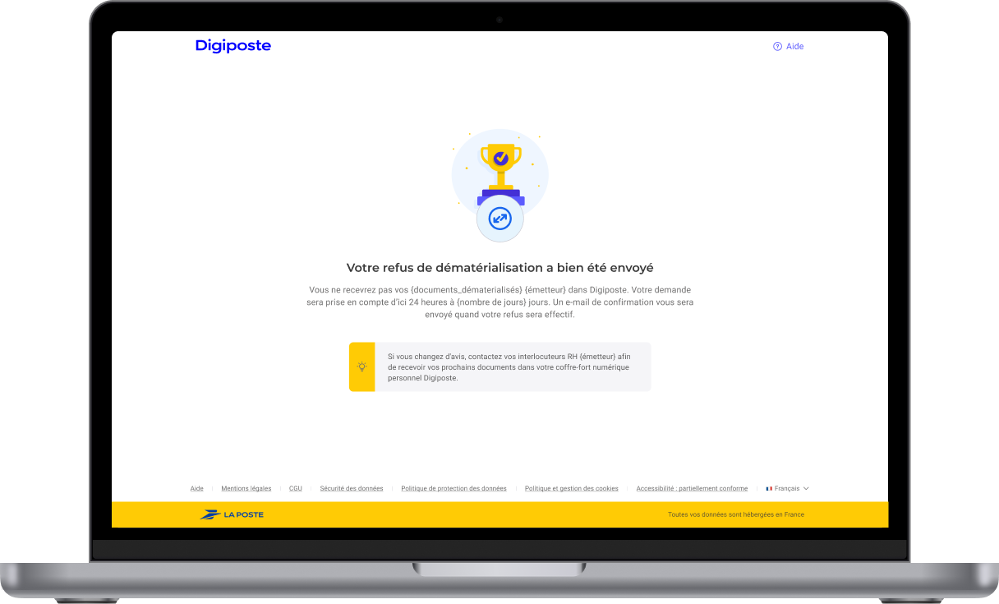 Digiposte
Aide
Votre refus de dématérialisation a bien été envoyé
Vous ne recevrez pas vos {documents_dématerialisés} {émetteur} dans Digiposte. Votre demande
sera prise en compte d'ici 24 heures à {nombre de jours} jours. Un e-mail de confirmation vous sera
envoyé quand votre refus sera effectif.
Si vous changez d'avis, contactez vos interlocuteurs RH {émetteur} afin
de recevoir vos prochains documents dans votre coffre-fort numérique
personnel Digiposte.
Aide | Mentions légales | CGU | Sécurité des données | Politique de protection des données | Politique et gestion des cookies | Accessibilité : partiellement conforme | Français
LA POSTE
Toutes vos données sont hébergées en France